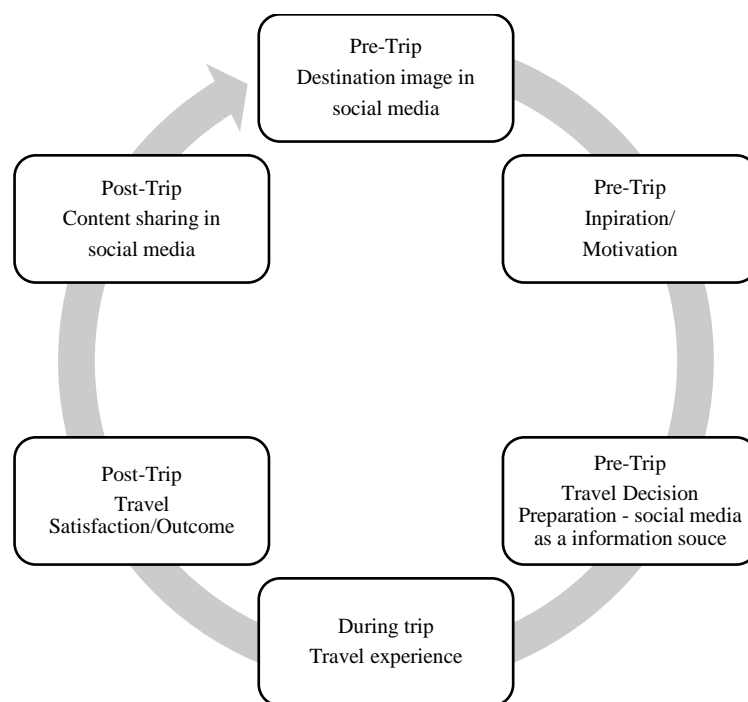 Pre-Trip
Destination image in
social media
Pre-Trip
Inpiration/
Motivation
Pre-Trip
Travel Decision
Preparation - social media
as a information souce
During trip
Travel experience
Post-Trip
Travel
Satisfaction/Outcome
Post-Trip
Content sharing in
social media